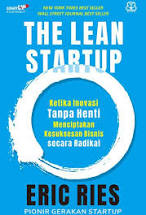 NEW YORK TIMES BEST SELLER
WALL STREET JOURNAL BEST SELLER
THE LEAN
STARTUP
Ketika Inovasi
Tanpa Henti
Menciptakan
Kesuksesan Bisnis
secara Radikal
ERIC RIES
PIONIR GERAKAN STARTUP